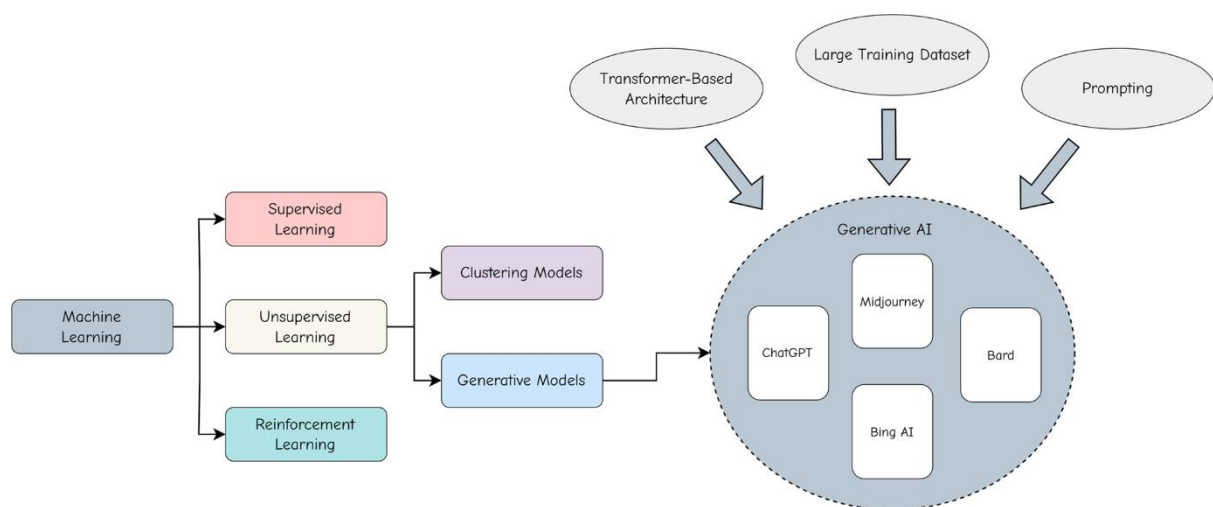 Large Training Dataset
Transformer-Based
Architecture
Prompting
Supervised
Learning
Generative AI
Clustering Models
Midjourney
Machine
Learning
Unsupervised
Learning
ChatGPT
Bard
Generative Models
Reinforcement
Learning
Bing AI